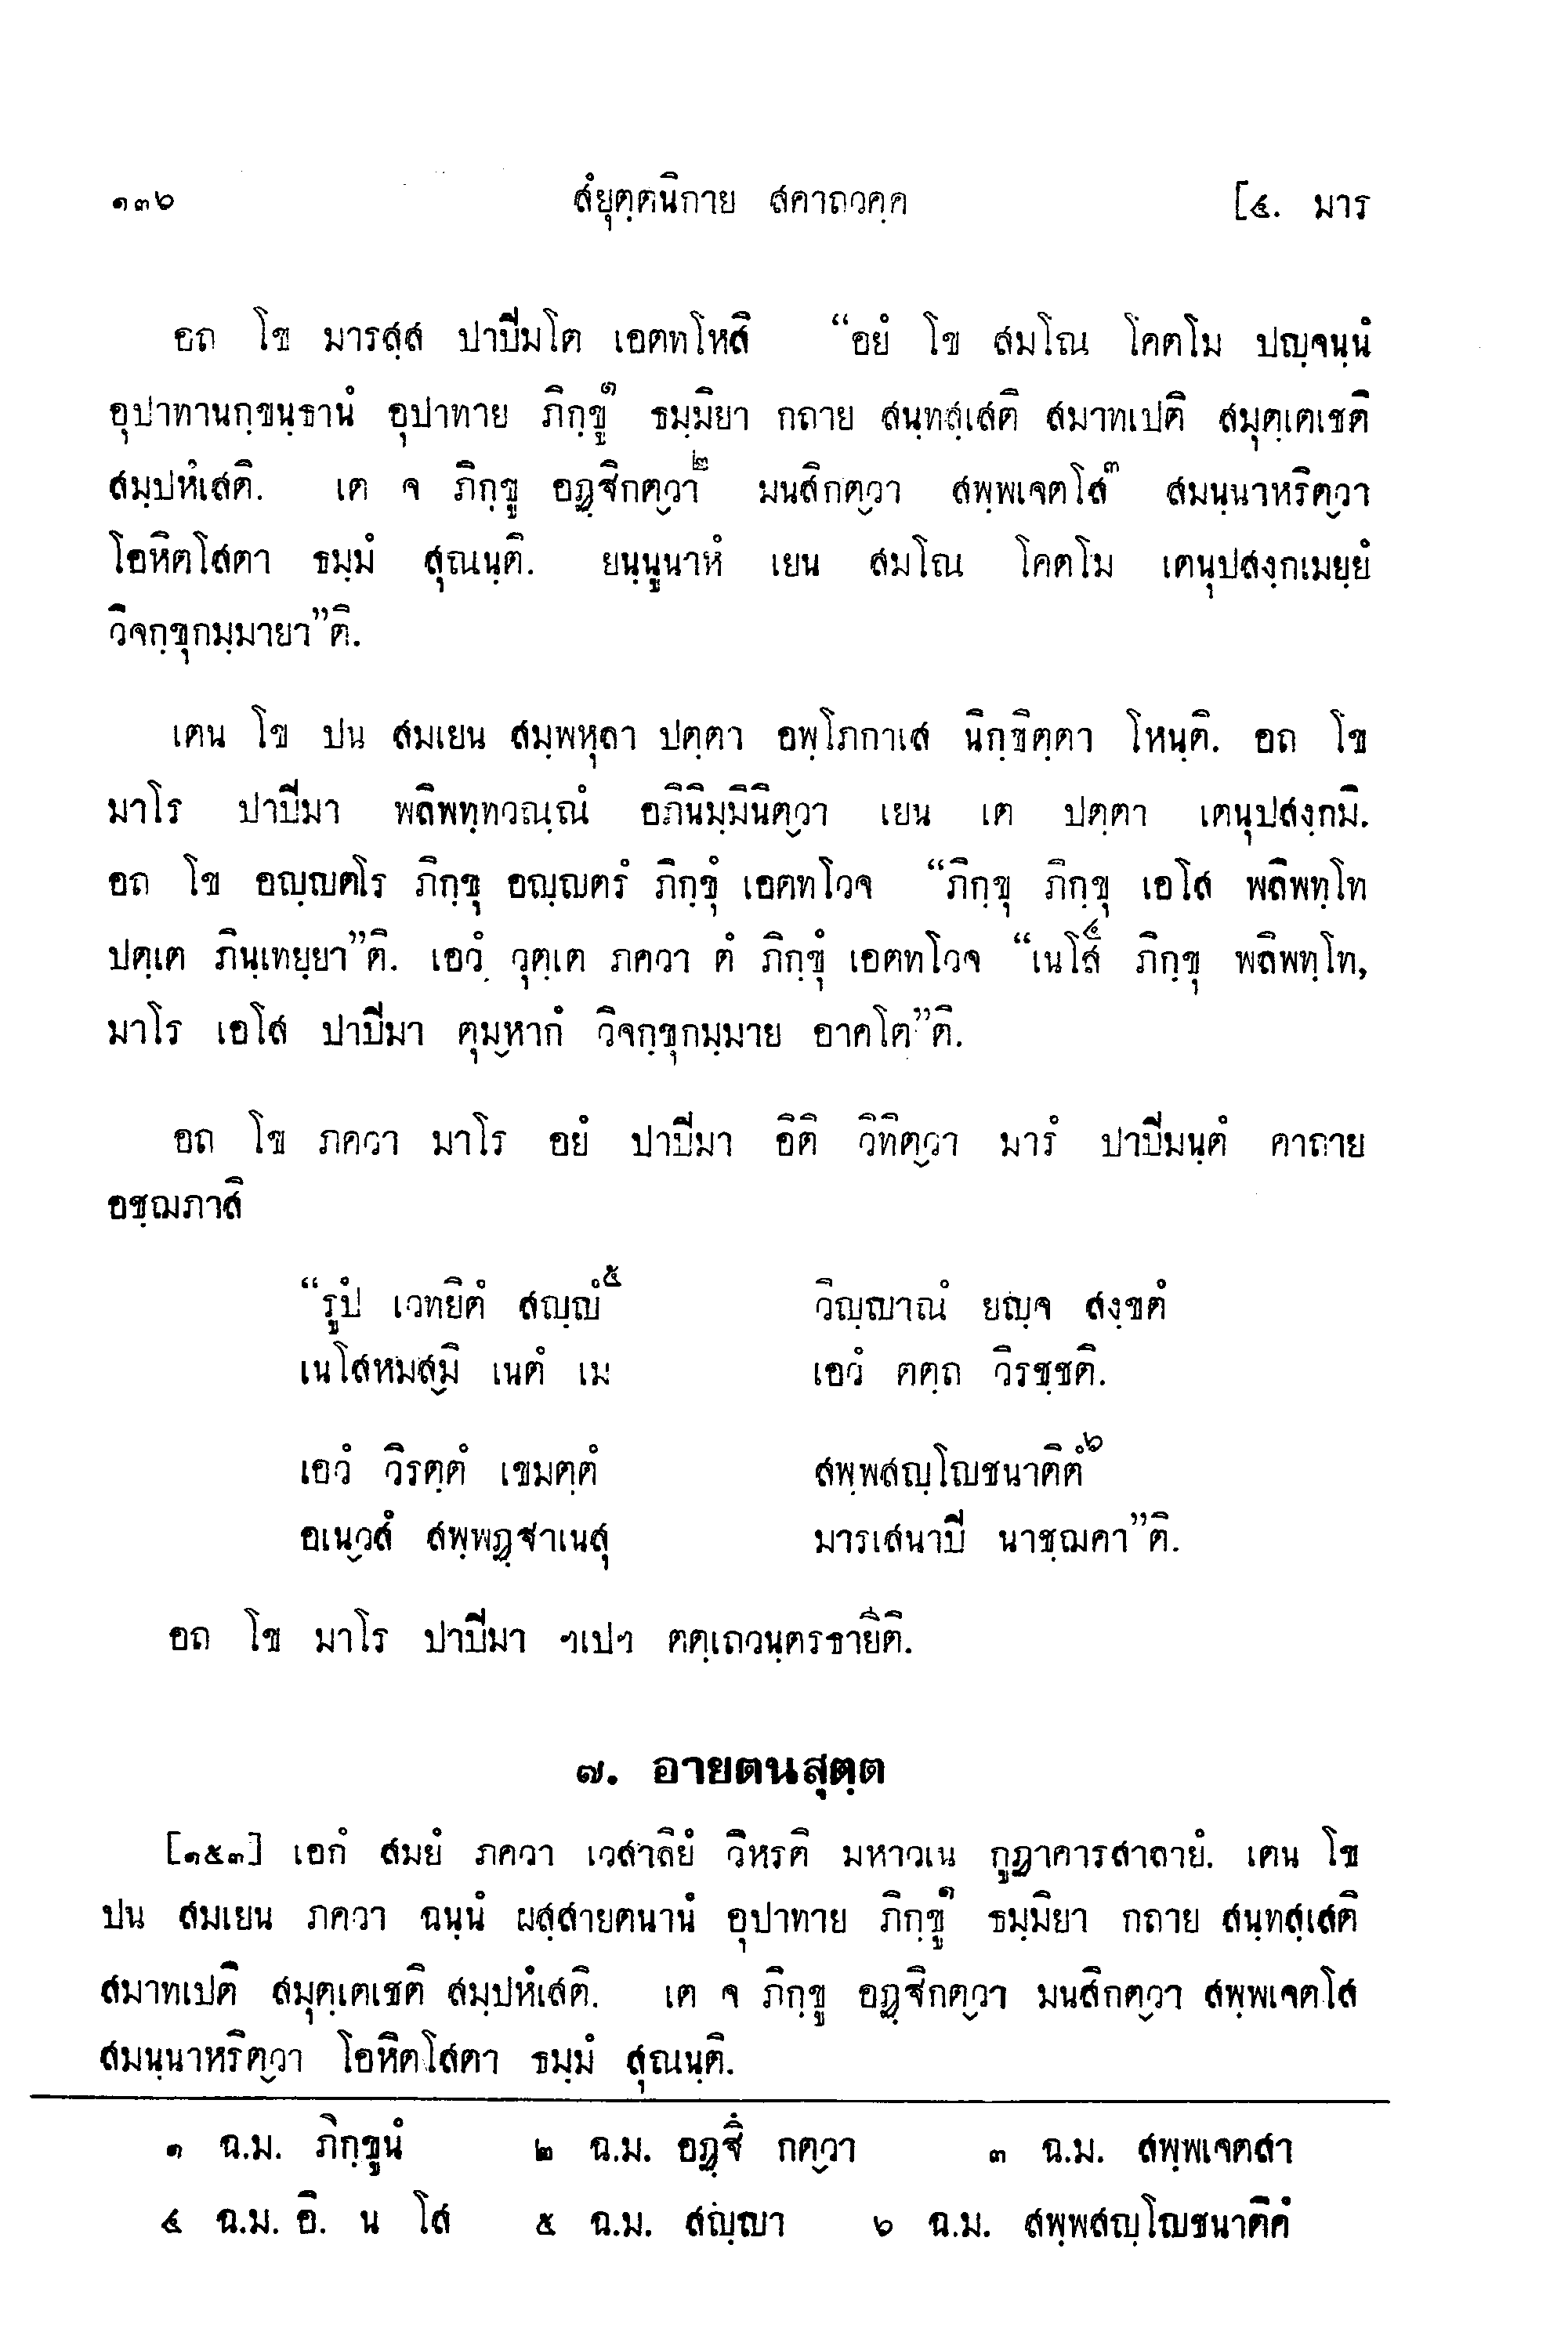 ๑๓๖ สํยุตฺตนิกาย สคาถวคฺค [๔. มาร
อถ โข มารสฺส ปาปิมโต เอตทโหสิ “อยํ โข สมโณ โคตโม ปญฺจนฺนํ
อุปาทานกฺขนฺธานํ อุปาทาย ภิกฺขู๑ ธมฺมิยา กถาย สนฺทสฺเสติ สมาทเปติ สมุตฺเตเชติ
สมฺปหํเสติ. เต จ ภิกฺขู อฏฺฐิกตฺวา๒ มนสิกตฺวา สพฺพเจตโส๓ สมนฺนาหริตฺวา
โอหิตโสตา ธมฺมํ สุณนฺติ. ยนฺนูนาหํ เยน สมโณ โคตโม เตนุปสงฺกเมยฺยํ
วิจกฺขุกมฺมายา”ติ.
เตน โข ปน สมเยน สมฺพหุลา ปตฺตา อพฺโภกาเส นิกฺขิตฺตา โหนฺติ. อถ โข
มาโร ปาปิมา พลิพทฺทวณฺณํ อภินิมฺมินิตฺวา เยน เต ปตฺตา เตนุปสงฺกมิ.
อถ โข อญฺญตโร ภิกฺขุ อญฺญตรํ ภิกฺขุํ เอตทโวจ “ภิกฺขุ ภิกฺขุ เอโส พลิพทฺโท
ปตฺเต ภินฺเทยฺยา”ติ. เอวํ วุตฺเต ภควา ตํ ภิกฺขุํ เอตทโวจ “เนโส๔ ภิกฺขุ พลิพทฺโท,
มาโร เอโส ปาปิมา ตุมฺหากํ วิจกฺขุกมฺมาย อาคโต”ติ.
อถ โข ภควา มาโร อยํ ปาปิมา อิติ วิทิตฺวา มารํ ปาปิมนฺตํ คาถาย
อชฺฌภาสิ
“รูปํ เวทยิตํ สญฺญํ๕ วิญฺญาณํ ยญฺจ สงฺขตํ
เนโสหมสฺมิ เนตํ เม เอวํ ตตฺถ วิรชฺชติ.
เอวํ วิรตฺตํ เขมตฺตํ สพฺพสญฺโญชนาติตํ๖
อเนฺวสํ สพฺพฏฺฐาเนสุ มารเสนาปิ นาชฺฌคา”ติ.
อถ โข มาโร ปาปิมา ฯเปฯ ตตฺเถวนฺตรธายิติ.
๗. อายตนสุตฺต
[๑๕๓] เอกํ สมยํ ภควา เวสาลิยํ วิหรติ มหาวเน กูฏาคารสาลายํ. เตน โข
ปน สมเยน ภควา ฉนฺนํ ผสฺสายตนานํ อุปาทาย ภิกฺขู๑ ธมฺมิยา กถาย สนฺทสฺเสติ
สมาทเปติ สมุตฺเตเชติ สมฺปหํเสติ. เต จ ภิกฺขู อฏฺฐิกตฺวา มนสิกตฺวา สพฺพเจตโส
สมนฺนาหริตฺวา โอหิตโสตา ธมฺมํ สุณนฺติ.
๑ ฉ.ม. ภิกฺขูนํ ๒ ฉ.ม. อฏฺฐึ กตฺวา ๓ ฉ.ม. สพฺพเจตสา
๔ ฉ.ม. อิ. น โส ๕ ฉ.ม. สญฺญา ๖ ฉ.ม. สพฺพสญฺโญชนาติคํ